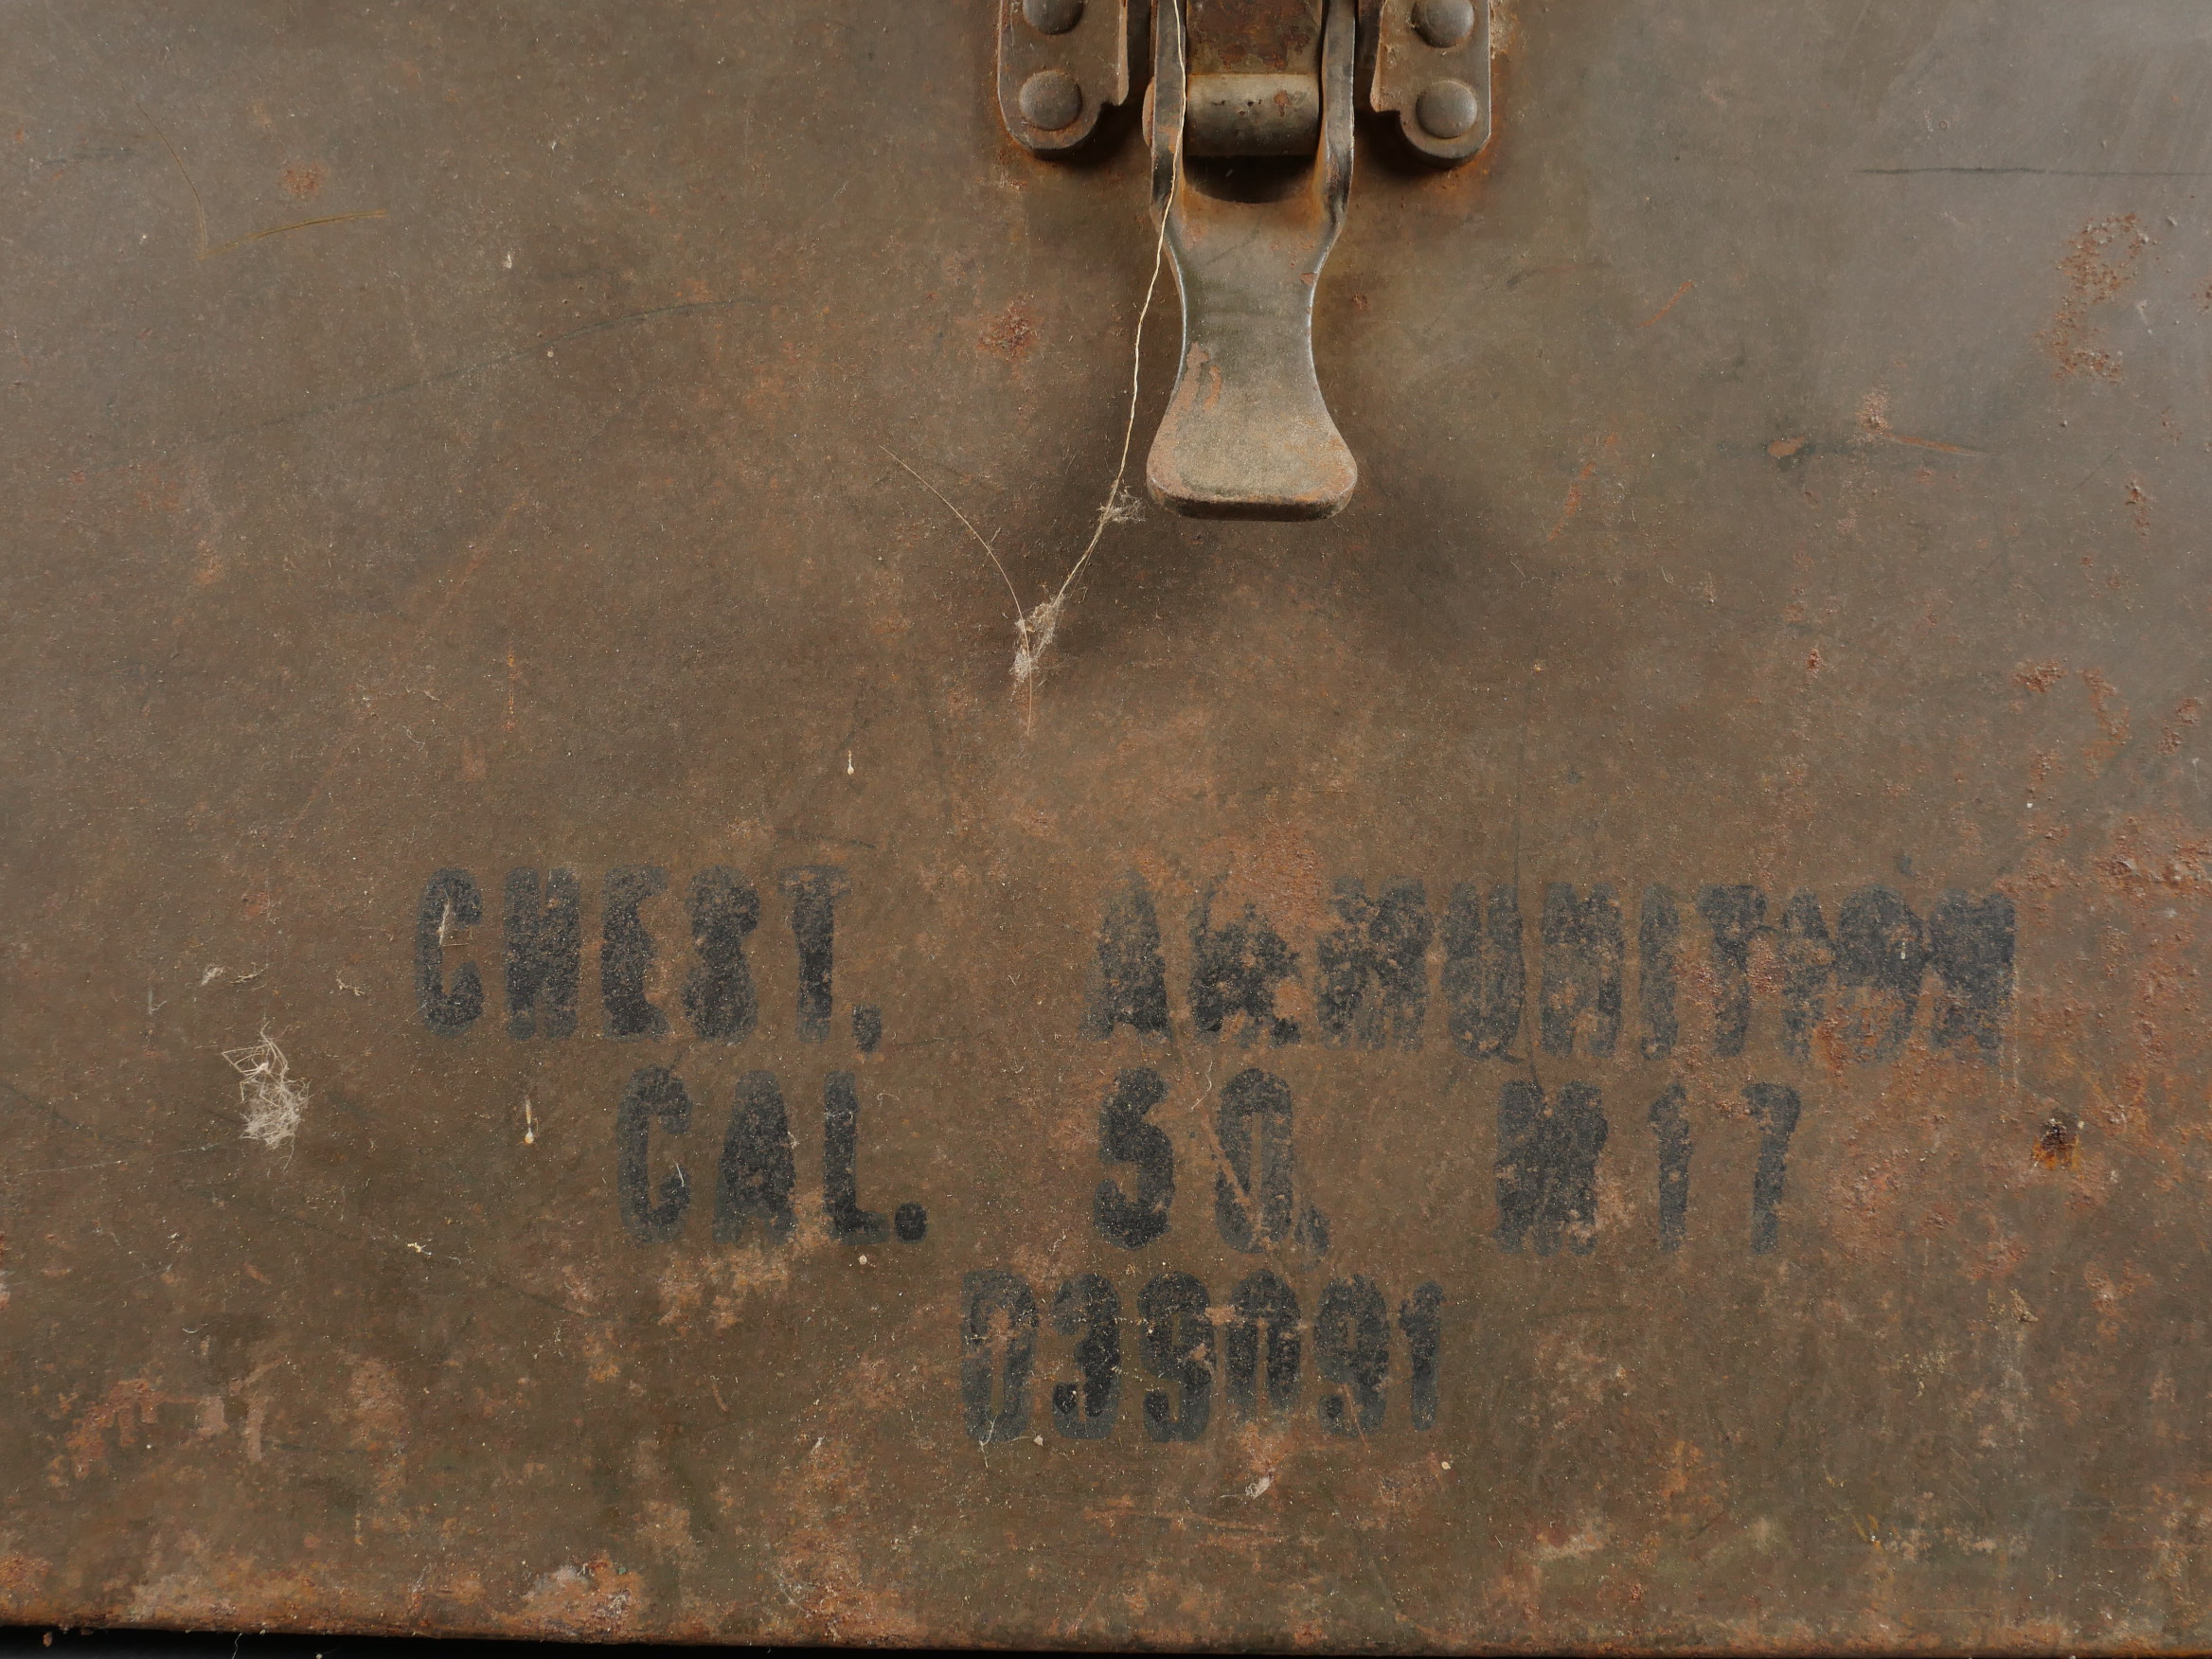 CHEST, AMMUNITION
CAL. 50, M17
D39091